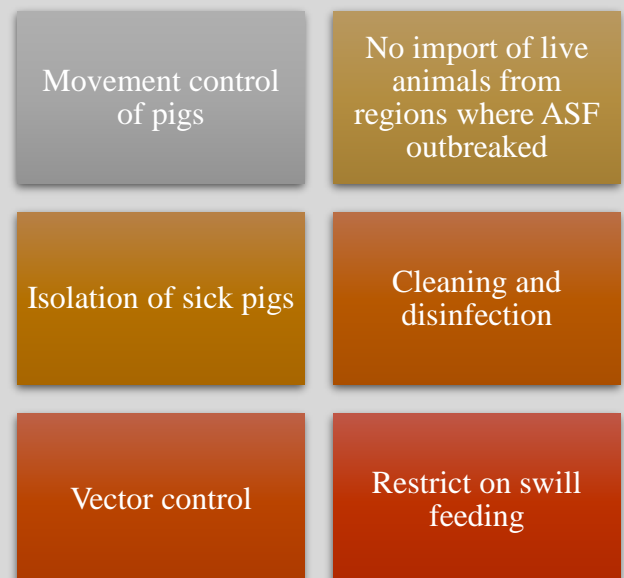 Movement control
of pigs
No import of live
animals from
regions where ASF
outbreaked
Isolation of sick pigs
Cleaning and
disinfection
Vector control
Restrict on swill
feeding